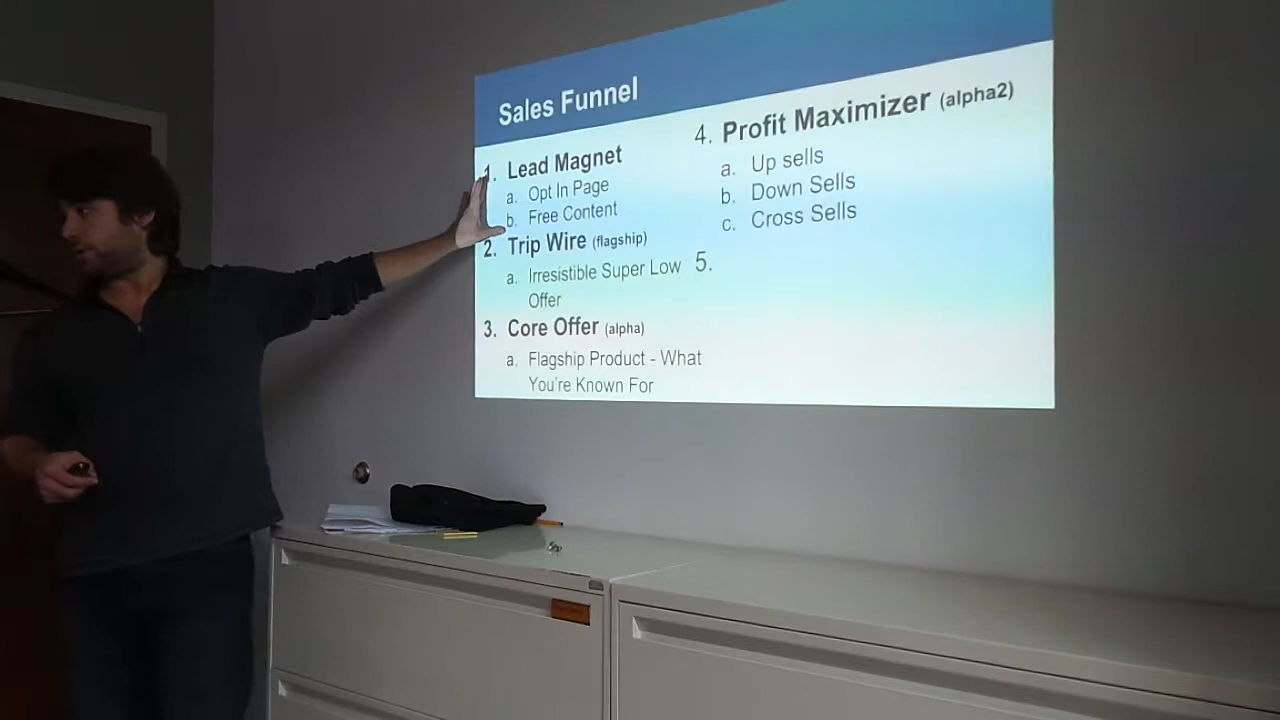 Sales Funnel
1. Lead Magnet
a. Opt In Page
b. Free Content
2. Trip Wire (flagship)
a. Irresistible Super Low
Offer
3. Core Offer (alpha)
a. Flagship Product - What
You're Known For
4. Profit Maximizer (alpha2)
a. Up sells
b. Down Sells
c. Cross Sells
5.